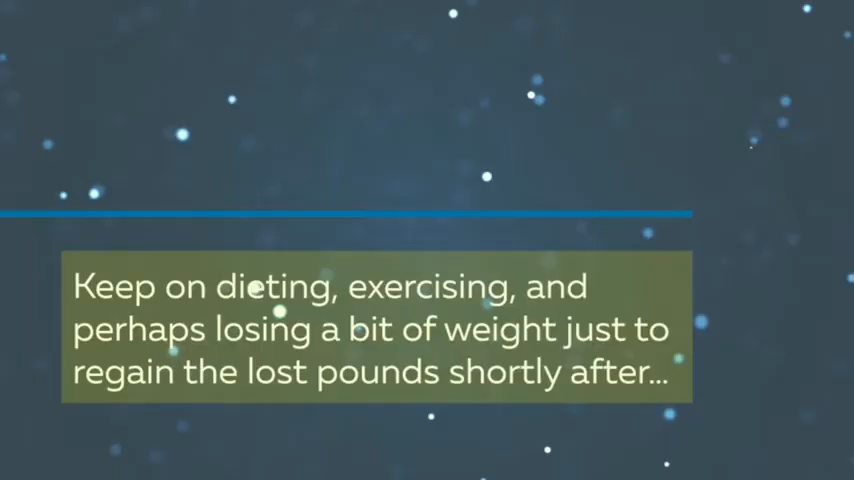 Keep on dieting, exercising, and
perhaps losing a bit of weight just to
regain the lost pounds shortly after...